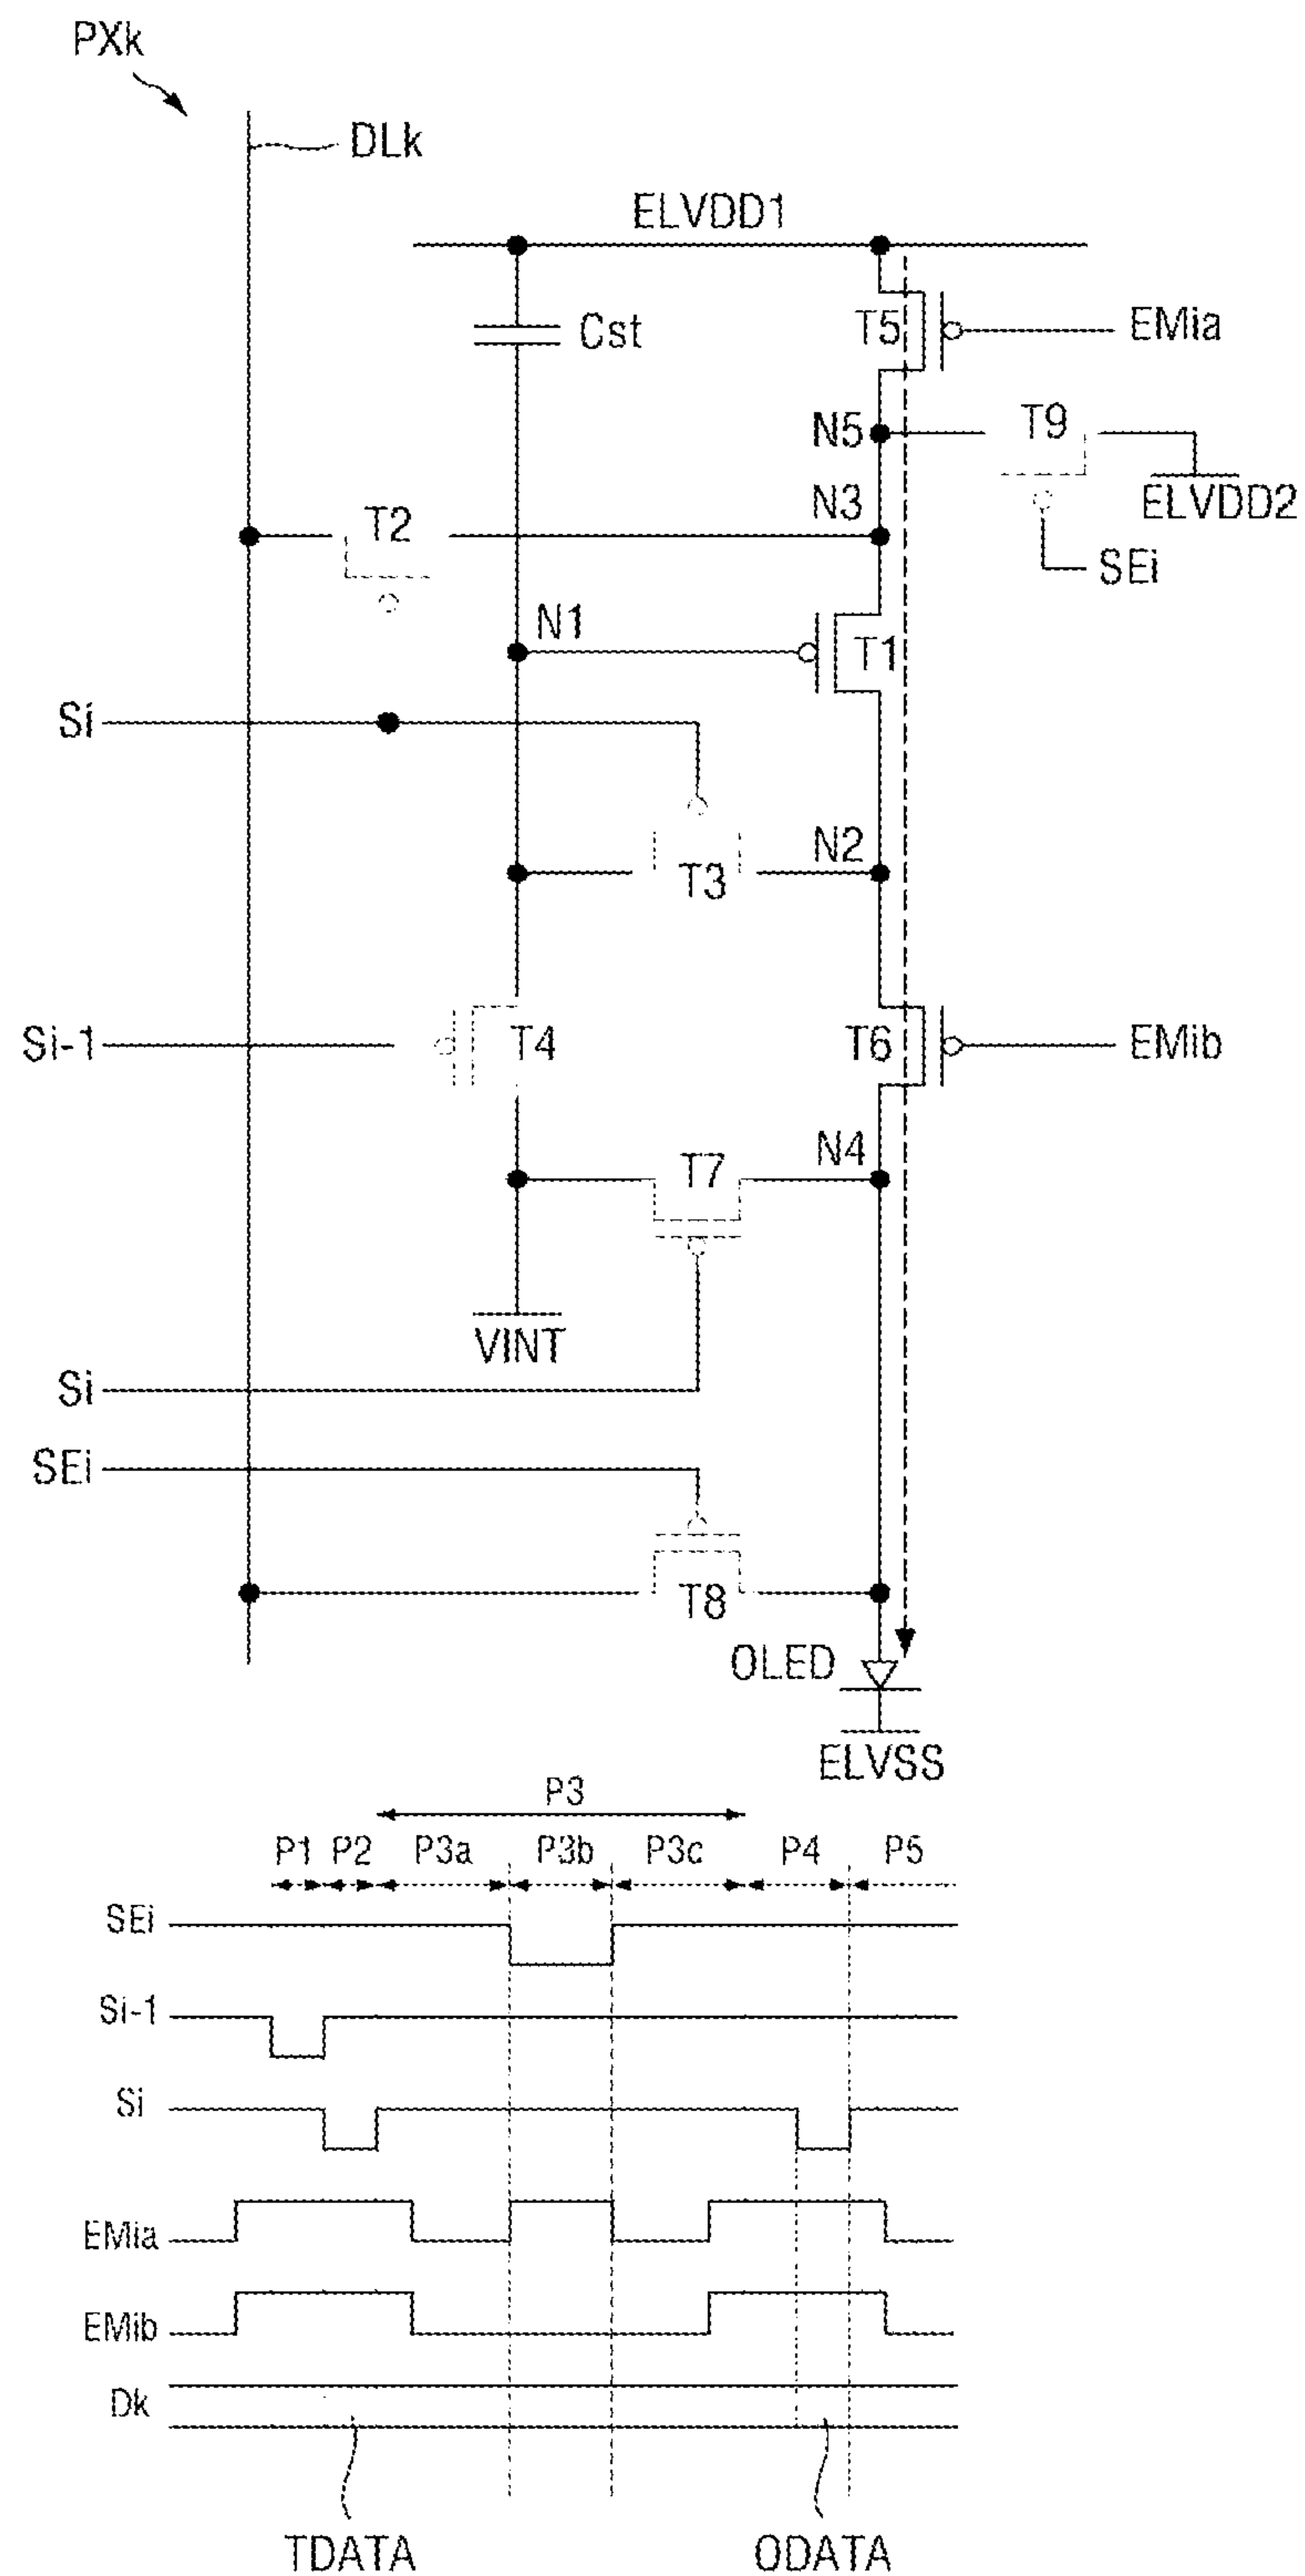 PXk
DLk
ELVDD1
Cst
T5
EMia
N5
T9
ELVDD2
N3
T2
SEi
N1
T1
Si
N2
T3
Si-1
T4
T6
EMib
N4
T7
VINT
Si
SEi
T8
OLED
ELVSS
P3
P1 P2 P3a P3b P3c P4 P5
SEi
Si-1
Si
EMia
EMib
Dk
TDATA ODATA